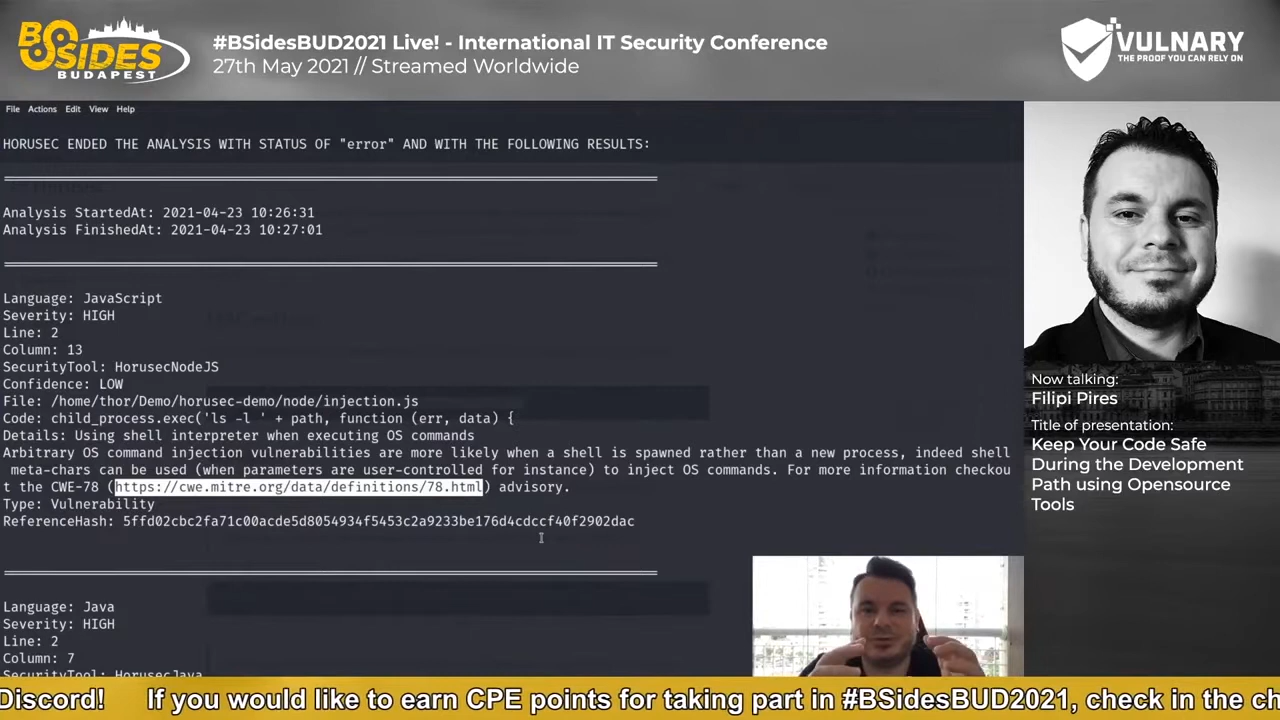 BSIDES
BUDAPEST
#BSidesBUD2021 Live! - International IT Security Conference
27th May 2021 // Streamed Worldwide
VULNARY
THE PROOF YOU CAN RELY ON
File Actions Edit View Help
HORUSEC ENDED THE ANALYSIS WITH STATUS OF "error" AND WITH THE FOLLOWING RESULTS:
Analysis StartedAt: 2021-04-23 10:26:31
Analysis FinishedAt: 2021-04-23 10:27:01
Language: JavaScript
Severity: HIGH
Line: 2
Column: 13
SecurityTool: HorusecNodeJS
Confidence: LOW
File: /home/thor/Demo/horusec-demo/node/injection.js
Code: child_process.exec('ls -l ' + path, function (err, data) {
Details: Using shell interpreter when executing OS commands
Arbitrary OS command injection vulnerabilities are more likely when a shell is spawned rather than a new process, indeed shell
meta-chars can be used (when parameters are user-controlled for instance) to inject OS commands. For more information checkou
t the CWE-78 (https://cwe.mitre.org/data/definitions/78.html) advisory.
Type: Vulnerability
ReferenceHash: 5ffd02cbc2fa71c00acde5d8054934f5453c2a9233be176d4cdccf40f2902dac
Language: Java
Severity: HIGH
Line: 2
Column: 7
SecurityTool: HorusecJava
Now talking:
Filipi Pires
Title of presentation:
Keep Your Code Safe
During the Development
Path using Opensource
Tools
Discord! If you would like to earn CPE points for taking part in #BSidesBUD2021, check in the ch